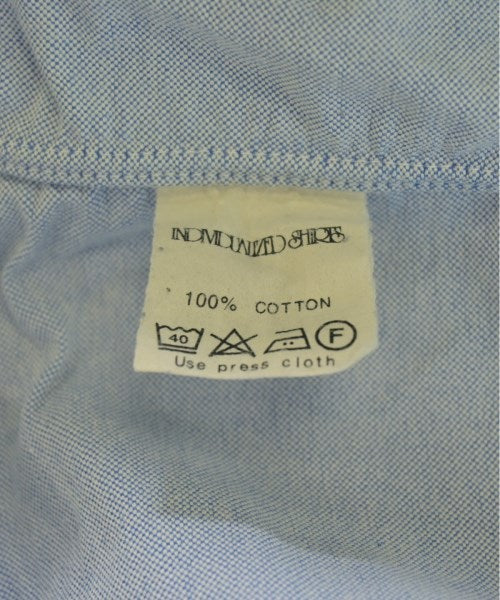 INDIVIDUALIZED SHIRTS
100% COTTON
40 F
Use press cloth